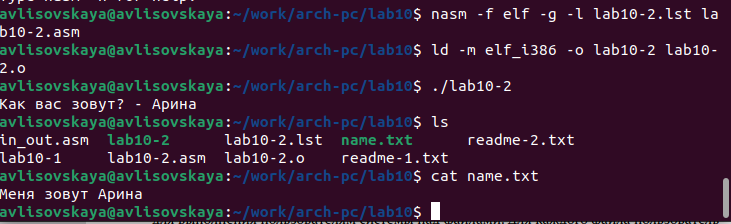 avlisovskaya@avlisovskaya:~/work/arch-pc/lab10$ nasm -f elf -g -l lab10-2.lst la
b10-2.asm
avlisovskaya@avlisovskaya:~/work/arch-pc/lab10$ ld -m elf_i386 -o lab10-2 lab10-
2.o
avlisovskaya@avlisovskaya:~/work/arch-pc/lab10$ ./lab10-2
Как вас зовут? - Арина
avlisovskaya@avlisovskaya:~/work/arch-pc/lab10$ ls
in_out.asm lab10-2 lab10-2.lst name.txt readme-2.txt
lab10-1 lab10-2.asm lab10-2.o readme-1.txt
avlisovskaya@avlisovskaya:~/work/arch-pc/lab10$ cat name.txt
Меня зовут Арина
avlisovskaya@avlisovskaya:~/work/arch-pc/lab10$